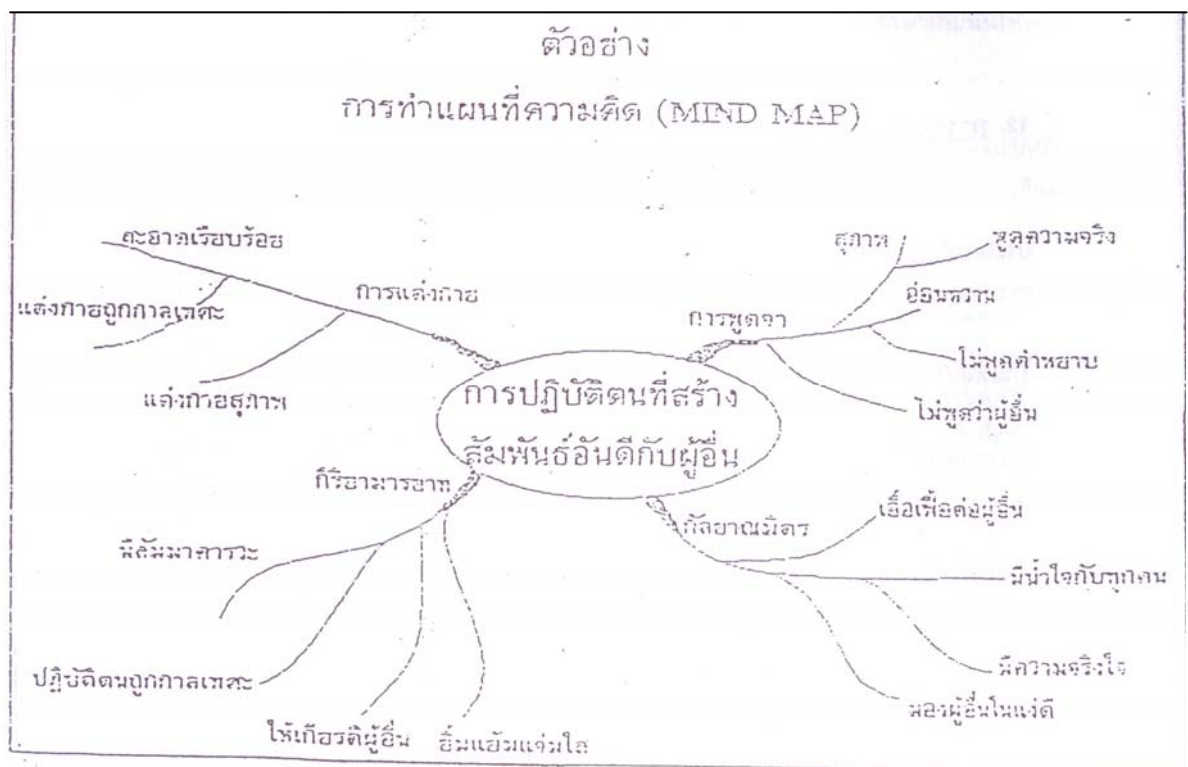 ตัวอย่าง
การทำแผนที่ความคิด (MIND MAP)
สะอาดเรียบร้อย
การแต่งกาย
แต่งกายถูกกาลเทศะ
แต่งกายสุภาพ
สุภาพ
พูดความจริง
อ่อนหวาน
การพูดจา
ไม่พูดคำหยาบ
ไม่พูดว่าผู้อื่น
การปฏิบัติตนที่สร้าง
สัมพันธ์อันดีกับผู้อื่น
กิริยามารยาท
มีสัมมาคารวะ
ปฏิบัติตนถูกกาลเทศะ
ให้เกียรติผู้อื่น
ยิ้มแย้มแจ่มใส
กัลยาณมิตร
เอื้อเฟื้อต่อผู้อื่น
มีน้ำใจกับทุกคน
มีความจริงใจ
มองผู้อื่นในแง่ดี